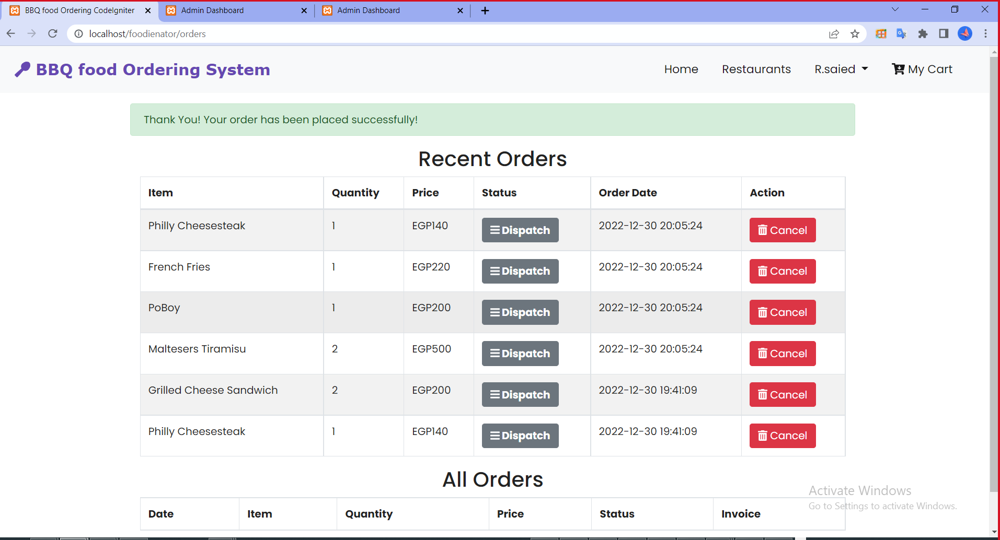 BBQ food Ordering CodeIgniter
Admin Dashboard
Admin Dashboard
localhost/foodienator/orders
BBQ food Ordering System
Home
Restaurants
R.saied
My Cart
Thank You! Your order has been placed successfully!
Recent Orders
Item Quantity Price Status Order Date Action
Philly Cheesesteak 1 EGP140 Dispatch 2022-12-30 20:05:24 Cancel
French Fries 1 EGP220 Dispatch 2022-12-30 20:05:24 Cancel
PoBoy 1 EGP200 Dispatch 2022-12-30 20:05:24 Cancel
Maltesers Tiramisu 2 EGP500 Dispatch 2022-12-30 20:05:24 Cancel
Grilled Cheese Sandwich 2 EGP200 Dispatch 2022-12-30 19:41:09 Cancel
Philly Cheesesteak 1 EGP140 Dispatch 2022-12-30 19:41:09 Cancel
All Orders
Date Item Quantity Price Status Invoice
Activate Windows
Go to Settings to activate Windows.